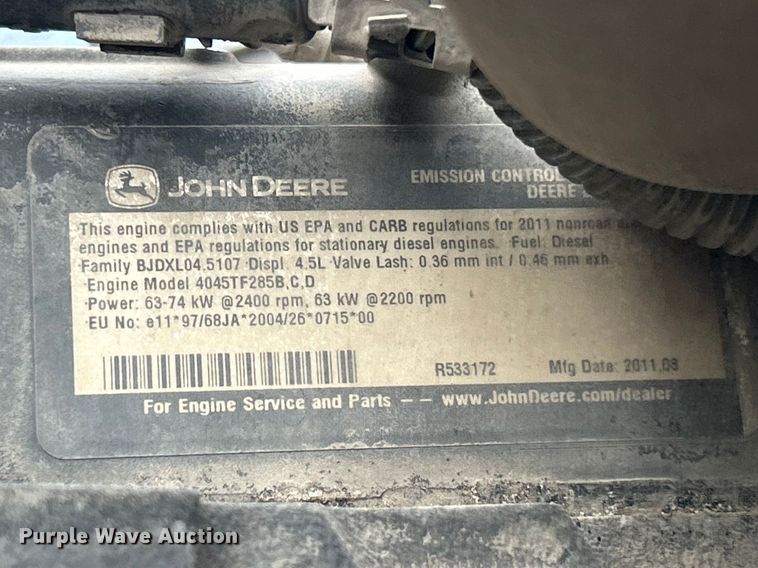 JOHN DEERE
EMISSION CONTROL
DEERE
This engine complies with US EPA and CARB regulations for 2011 nonroad
engines and EPA regulations for stationary diesel engines. Fuel: Diesel
Family BJDXL04.5107 Displ. 4.5L Valve Lash: 0.36 mm int / 0.46 mm exh
Engine Model 4045TF285B,C,D
Power: 63-74 kW @2400 rpm, 63 kW @2200 rpm
EU No: e11*97/68JA*2004/26*0715*00
R533172 Mfg Date: 2011.08
For Engine Service and Parts – – www.JohnDeere.com/dealer
Purple Wave Auction®